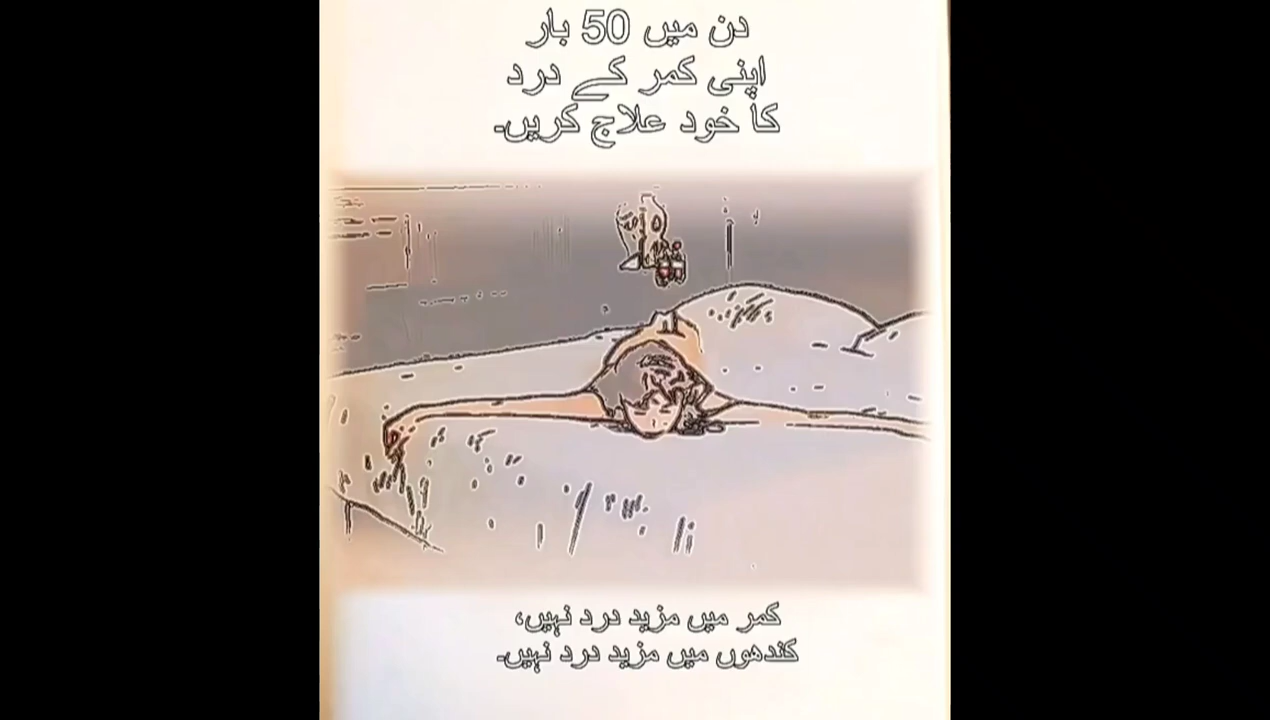 دن میں 50 بار
اپنی کمر کے درد
کا خود علاج کریں۔
کمر میں مزید درد نہیں،
کندھوں میں مزید درد نہیں۔